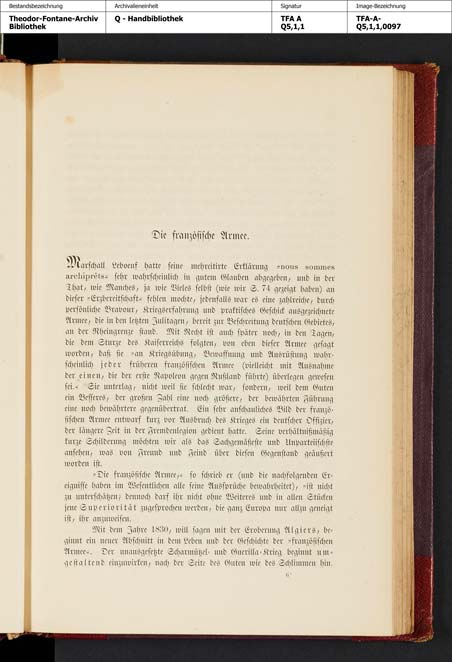 Bestandsbezeichnung Archivalieneinheit Signatur Image-Bezeichnung
Theodor-Fontane-Archiv Q - Handbibliothek TFA A TFA-A-
Bibliothek Q5,1,1 Q5,1,1,0097
Die französische Armee.
Marschall Leboeuf hatte seine mehrcitirte Erklärung »nous sommes
archiprêts« sehr wahrscheinlich in gutem Glauben abgegeben, und in der
That, wie Manches, ja wie Vieles selbst (wie wir S. 74 gezeigt haben) an
dieser »Erzbereitschaft« fehlen mochte, jedenfalls war es eine zahlreiche, durch
persönliche Bravour, Kriegserfahrung und praktisches Geschick ausgezeichnete
Armee, die in den letzten Julitagen, bereit zur Beschreitung deutschen Gebietes,
an der Rheingrenze stand. Mit Recht ist auch später noch, in den Tagen,
die dem Sturze des Kaiserreichs folgten, von eben dieser Armee gesagt
worden, daß sie »an Kriegsübung, Bewaffnung und Ausrüstung wahr-
scheinlich jeder früheren französischen Armee (vielleicht mit Ausnahme
der einen, die der erste Napoleon gegen Rußland führte) überlegen gewesen
sei.« Sie unterlag, nicht weil sie schlecht war, sondern, weil dem Guten
ein Besseres, der großen Zahl eine noch größere, der bewährten Führung
eine noch bewährtere gegenübertrat. Ein sehr anschauliches Bild der franzö-
sischen Armee entwarf kurz vor Ausbruch des Krieges ein deutscher Offizier,
der längere Zeit in der Fremdenlegion gedient hatte. Seine verhältnißmäßig
kurze Schilderung möchten wir als das Sachgemäßeste und Unparteiischste
ansehen, was von Freund und Feind über diesen Gegenstand geäußert
worden ist.
»Die französische Armee,« so schrieb er (und die nachfolgenden Er-
eignisse haben im Wesentlichen alle seine Aussprüche bewahrheitet), »ist nicht
zu unterschätzen; dennoch darf ihr nicht ohne Weiteres und in allen Stücken
jene Superiorität zugesprochen werden, die ganz Europa nur allzu geneigt
ist, ihr anzuweisen.
Mit dem Jahre 1830, will sagen mit der Eroberung Algiers, be-
ginnt ein neuer Abschnitt in dem Leben und der Geschichte der »französischen
Armee«. Der unausgesetzte Scharmützel- und Guerilla-Krieg beginnt um-
gestaltend einzuwirken, nach der Seite des Guten wie des Schlimmen hin.
6*